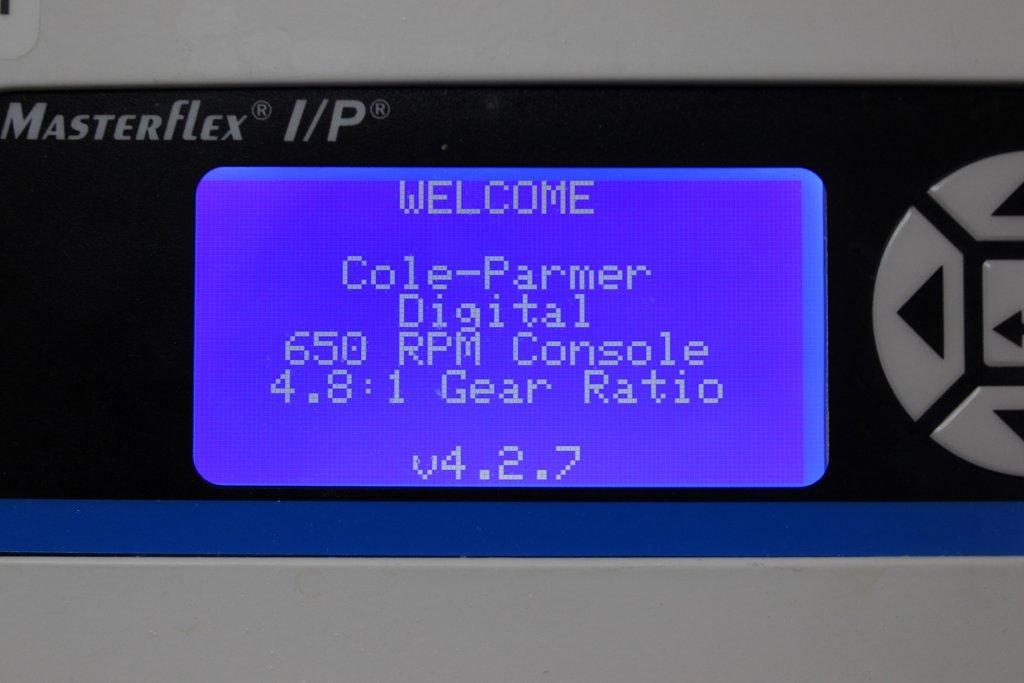 MASTERFLEX® I/P®
WELCOME
Cole-Parmer
Digital
650 RPM Console
4.8:1 Gear Ratio
v4.2.7